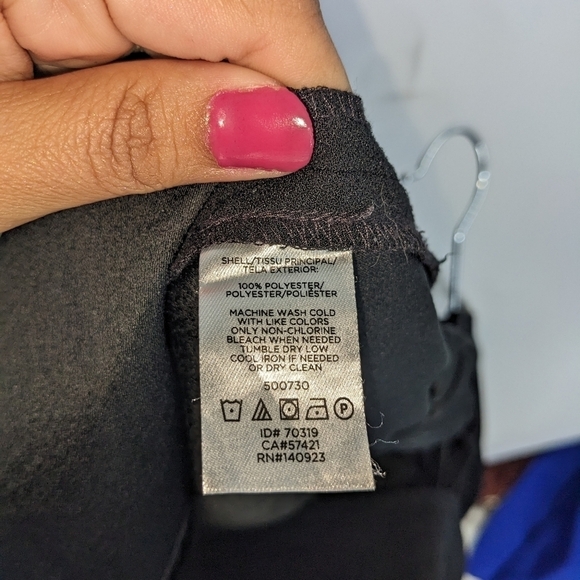 SHELL/TISSU PRINCIPAL/
TELA EXTERIOR:
100% POLYESTER/
POLYESTER/POLIÉSTER
MACHINE WASH COLD
WITH LIKE COLORS
ONLY NON-CHLORINE
BLEACH WHEN NEEDED
TUMBLE DRY LOW
COOL IRON IF NEEDED
OR DRY CLEAN
500730
P
ID# 70319
CA#57421
RN#140923